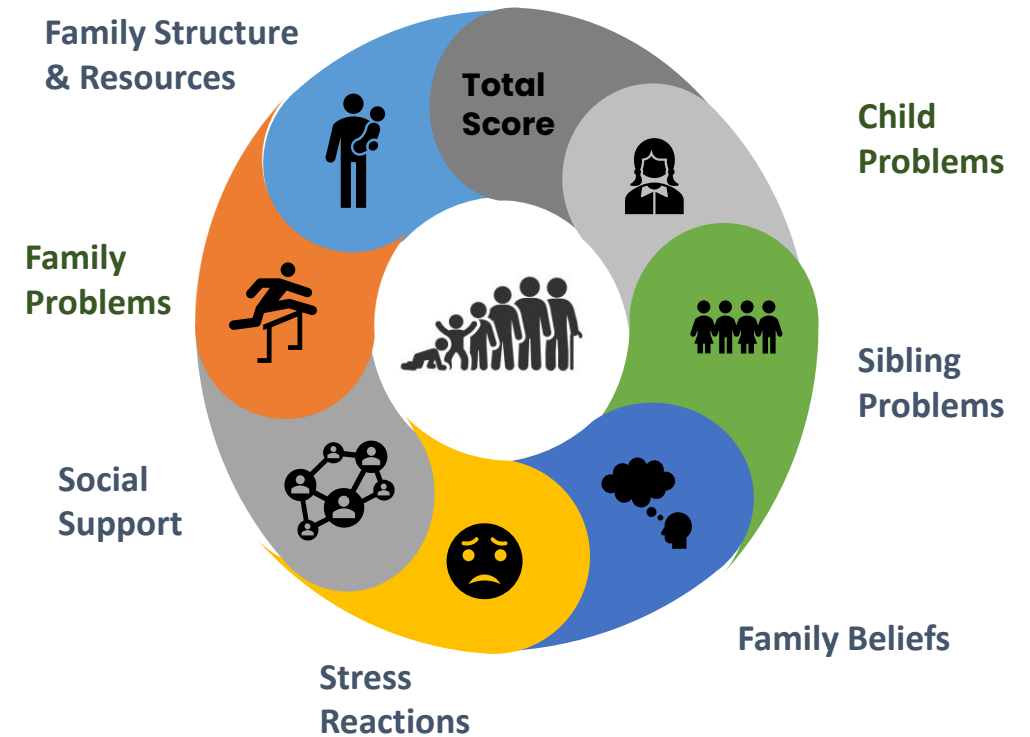 Family Structure
& Resources
Total
Score
Child
Problems
Family
Problems
Sibling
Problems
Social
Support
Family Beliefs
Stress
Reactions